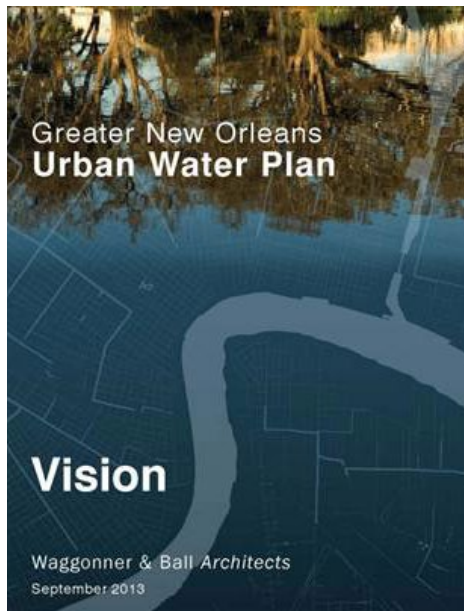 Greater New Orleans
Urban Water Plan
Vision
Waggonner & Ball Architects
September 2013